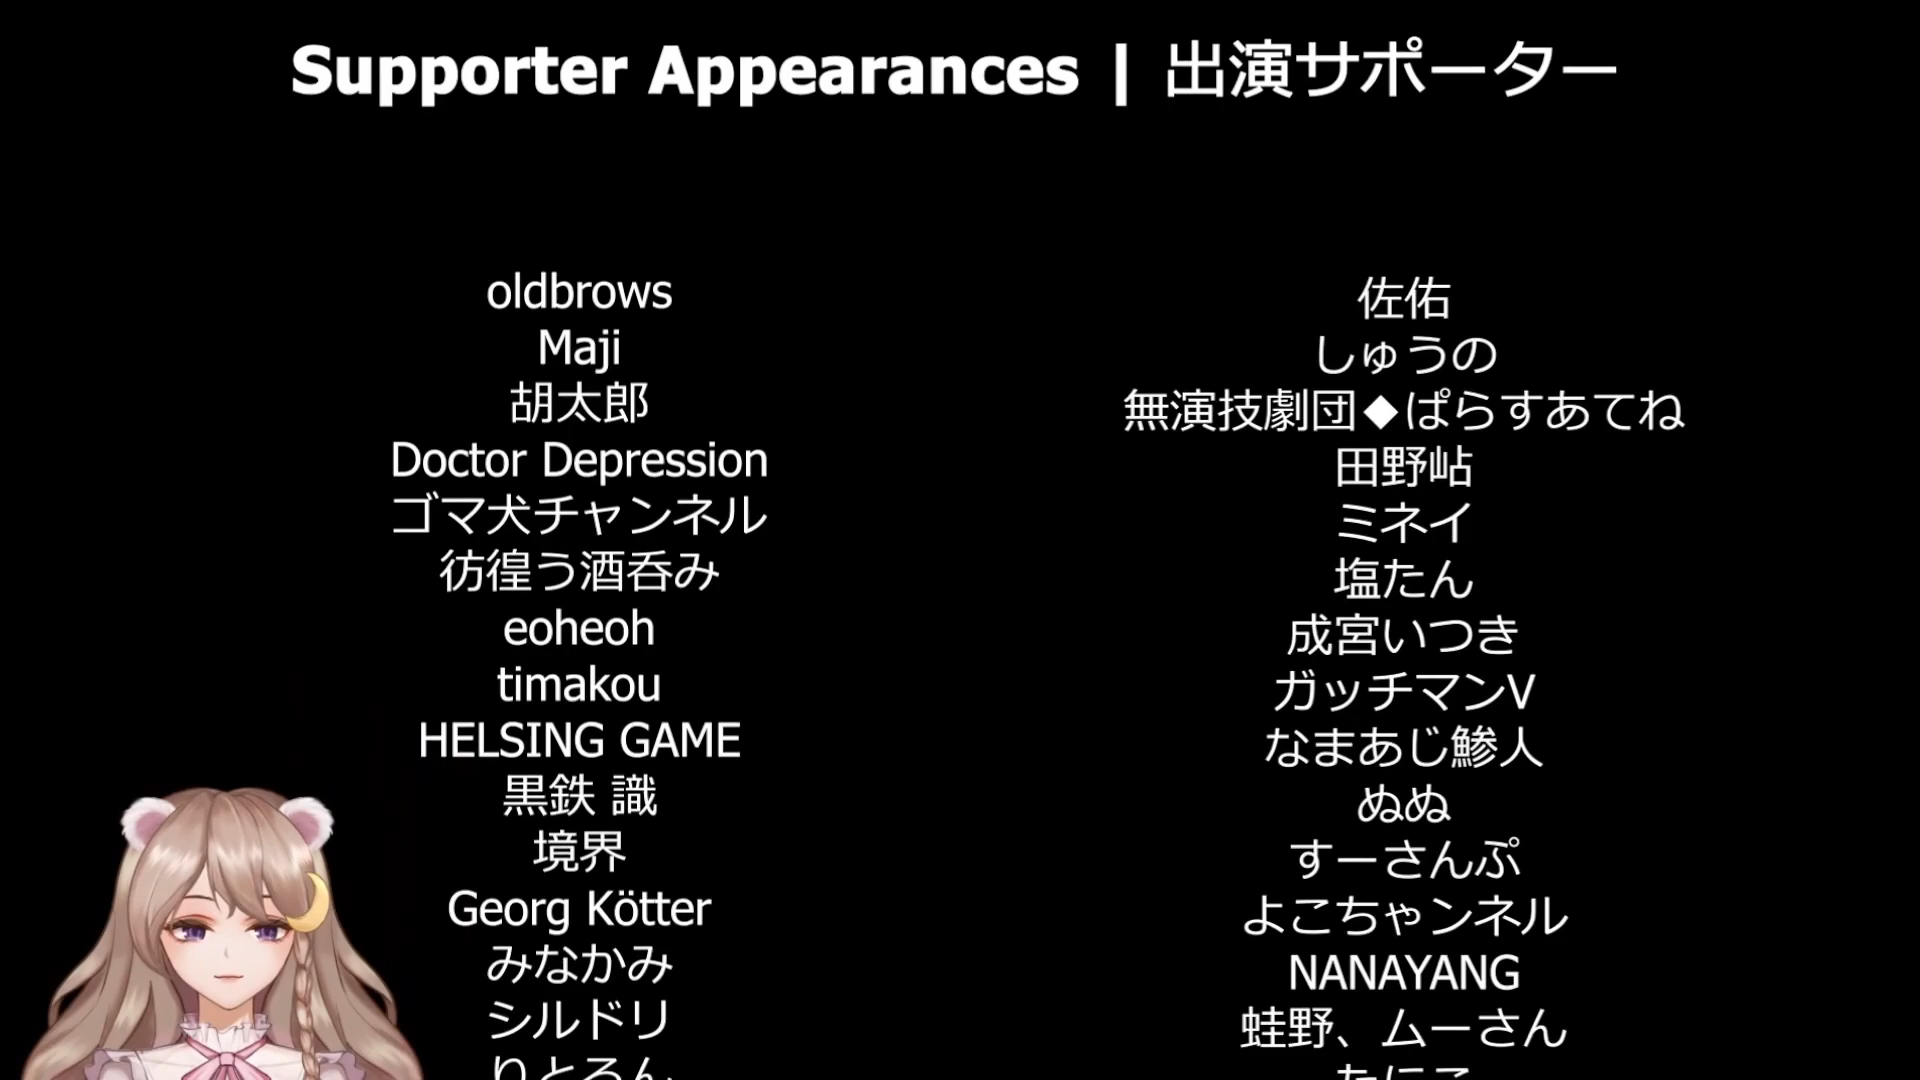 Supporter Appearances | 出演サポーター
oldbrows
Maji
胡太郎
Doctor Depression
ゴマ犬チャンネル
彷徨う酒呑み
eoheoh
timakou
HELSING GAME
黒鉄 識
境界
Georg Kötter
みなかみ
シルドリ
りとろん
佐佑
しゅうの
無演技劇団◆ぱらすあてね
田野岾
ミネイ
塩たん
成宮いつき
ガッチマンV
なまあじ鯵人
ぬぬ
すーさんぷ
よこちゃンネル
NANAYANG
蛙野、ムーさん